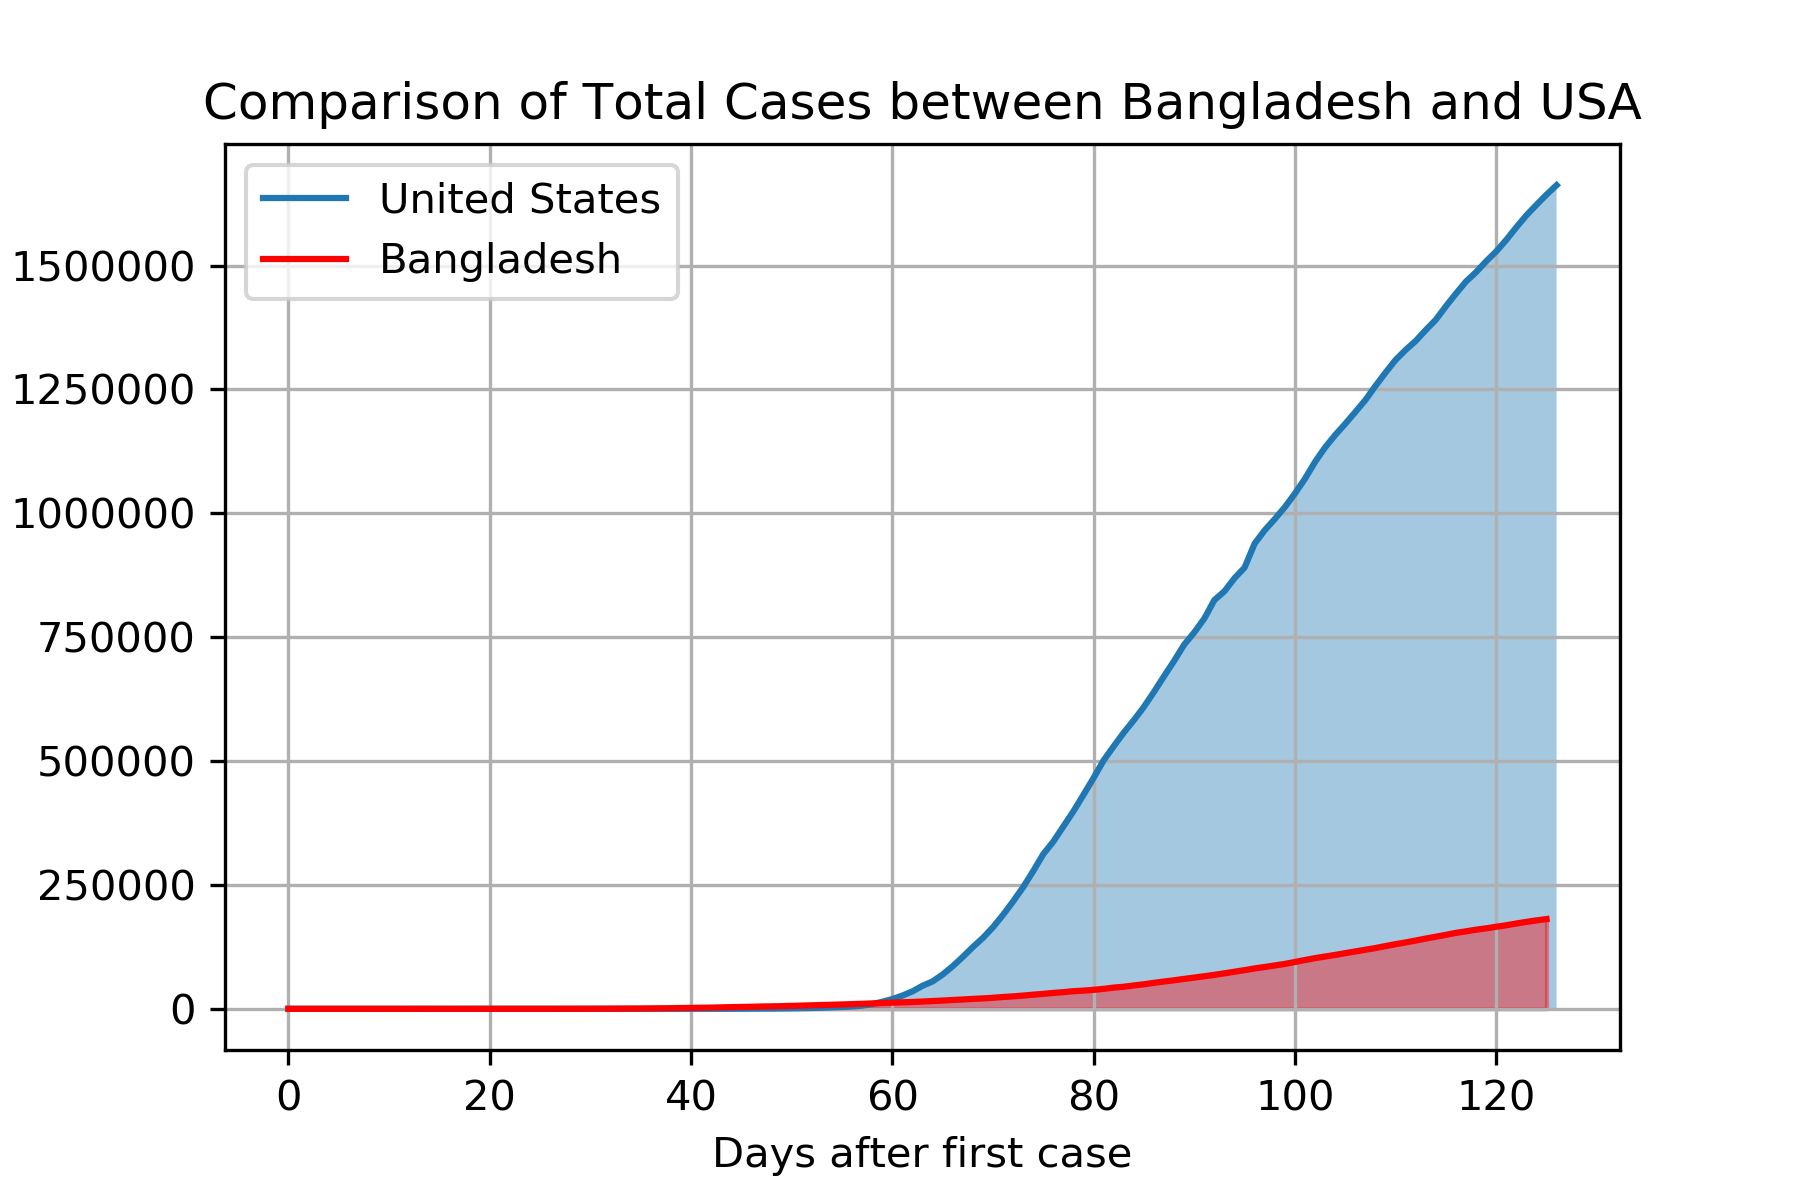 Comparison of Total Cases between Bangladesh and USA
United States
Bangladesh
1500000
1250000
1000000
750000
500000
250000
0
0 20 40 60 80 100 120
Days after first case